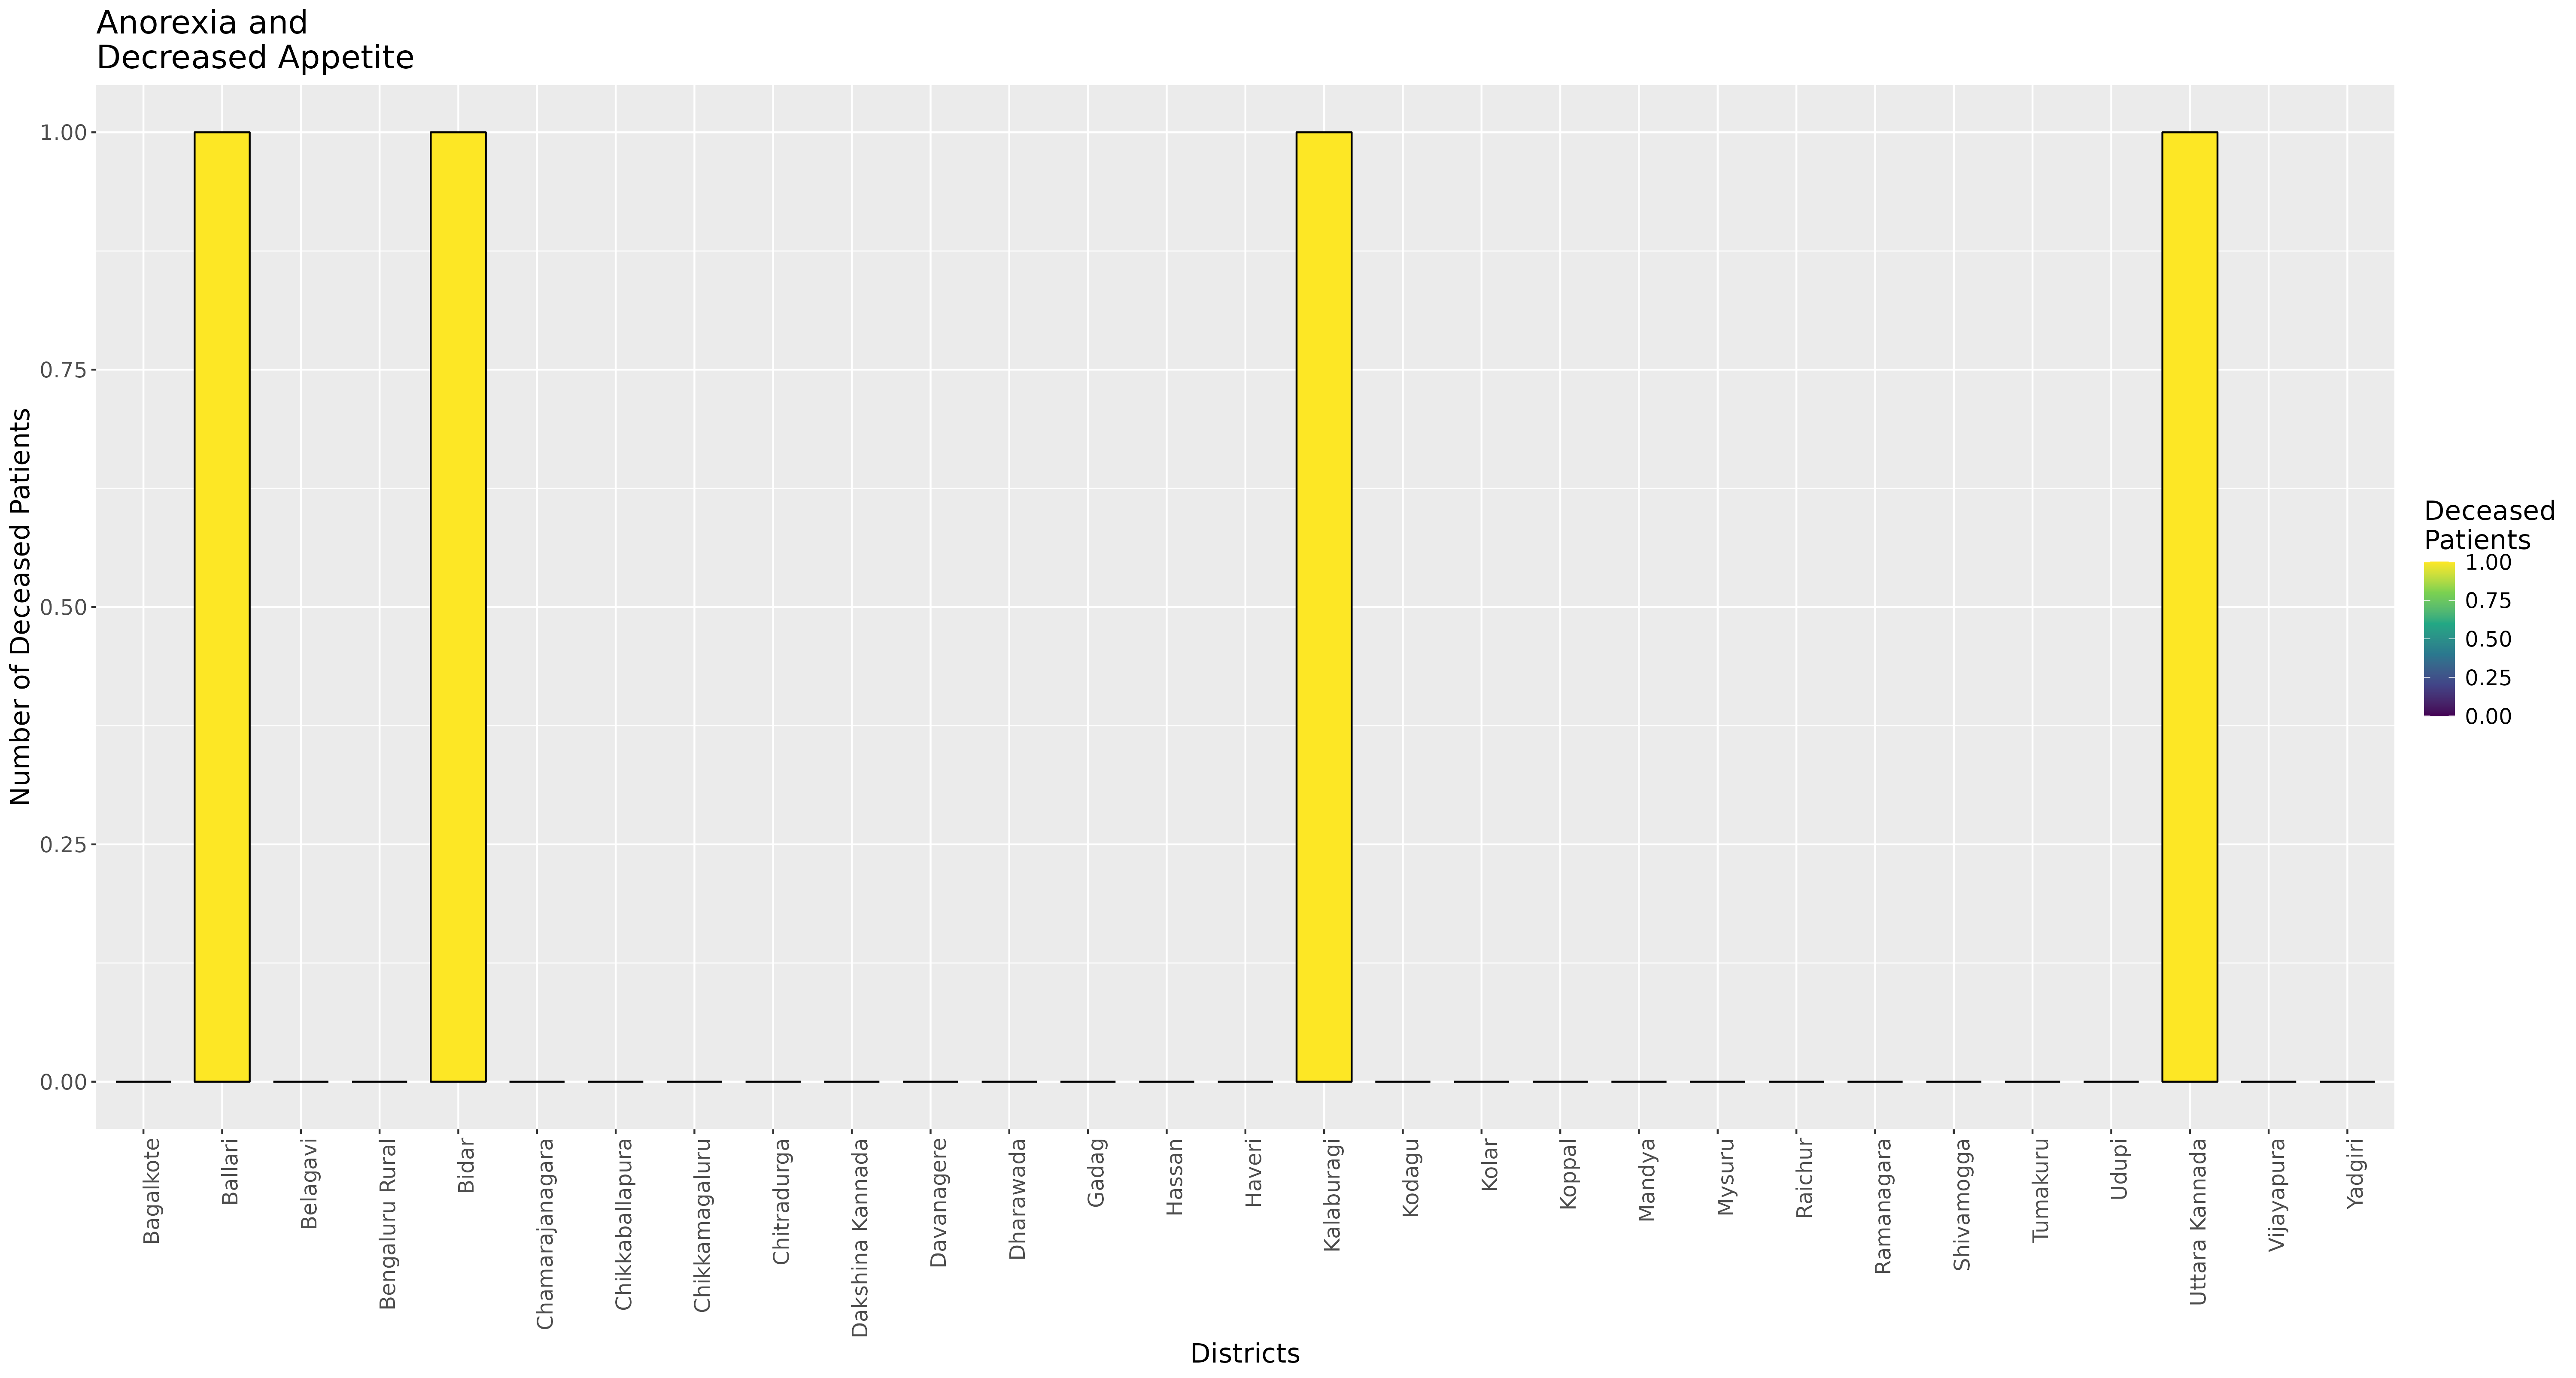 Anorexia and
Decreased Appetite
Number of Deceased Patients
1.00
0.75
0.50
0.25
0.00
Bagalkote
Ballari
Belagavi
Bengaluru Rural
Bidar
Chamarajanagara
Chikkaballapura
Chikkamagaluru
Chitradurga
Dakshina Kannada
Davanagere
Dharawada
Gadag
Hassan
Haveri
Kalaburagi
Kodagu
Kolar
Koppal
Mandya
Mysuru
Raichur
Ramanagara
Shivamogga
Tumakuru
Udupi
Uttara Kannada
Vijayapura
Yadgiri
Districts
Deceased
Patients
1.00
0.75
0.50
0.25
0.00